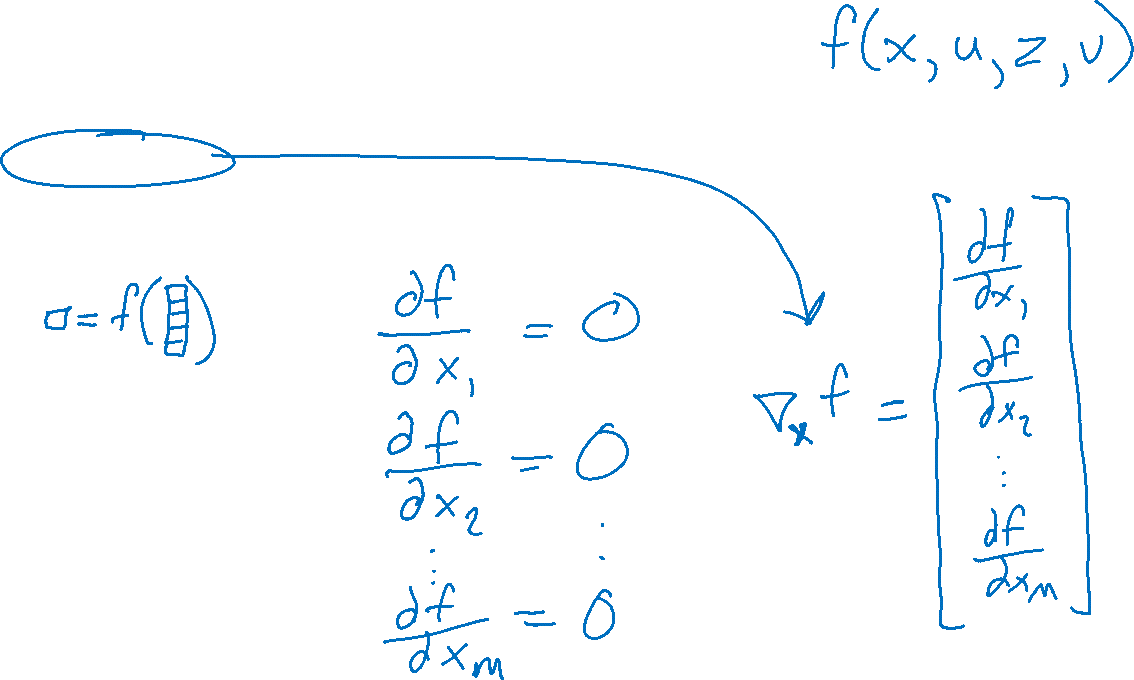 f(x, u, z, v)
□ = f(▯)
∂f/∂x₁ = 0
∂f/∂x₂ = 0
⋮ ⋮
∂f/∂xₘ = 0
∇ₓf = [∂f/∂x₁
∂f/∂x₂
⋮
∂f/∂xₘ]